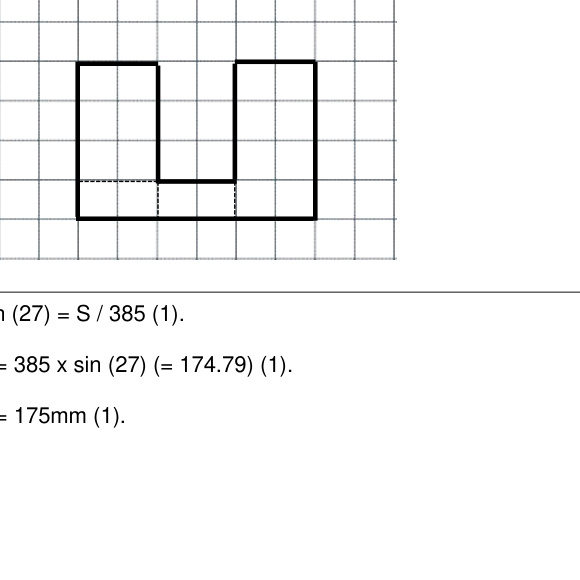 (27) = S / 385 (1).
= 385 x sin (27) (= 174.79) (1).
= 175mm (1).